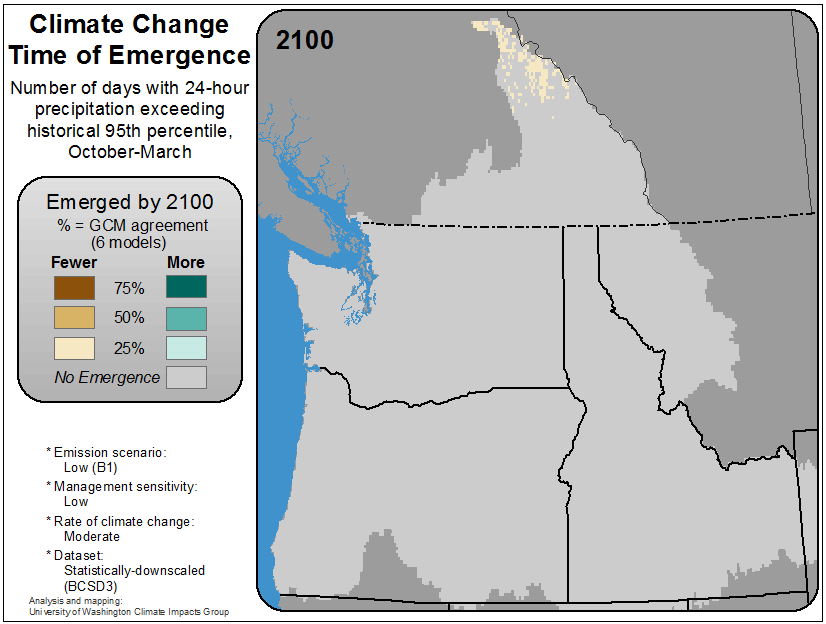 Climate Change
Time of Emergence
Number of days with 24-hour
precipitation exceeding
historical 95th percentile,
October-March
2100
Emerged by 2100
% = GCM agreement
(6 models)
Fewer More
75%
50%
25%
No Emergence
* Emission scenario:
Low (B1)
* Management sensitivity:
Low
* Rate of climate change:
Moderate
* Dataset:
Statistically-downscaled
(BCSD3)
Analysis and mapping:
University of Washington Climate Impacts Group